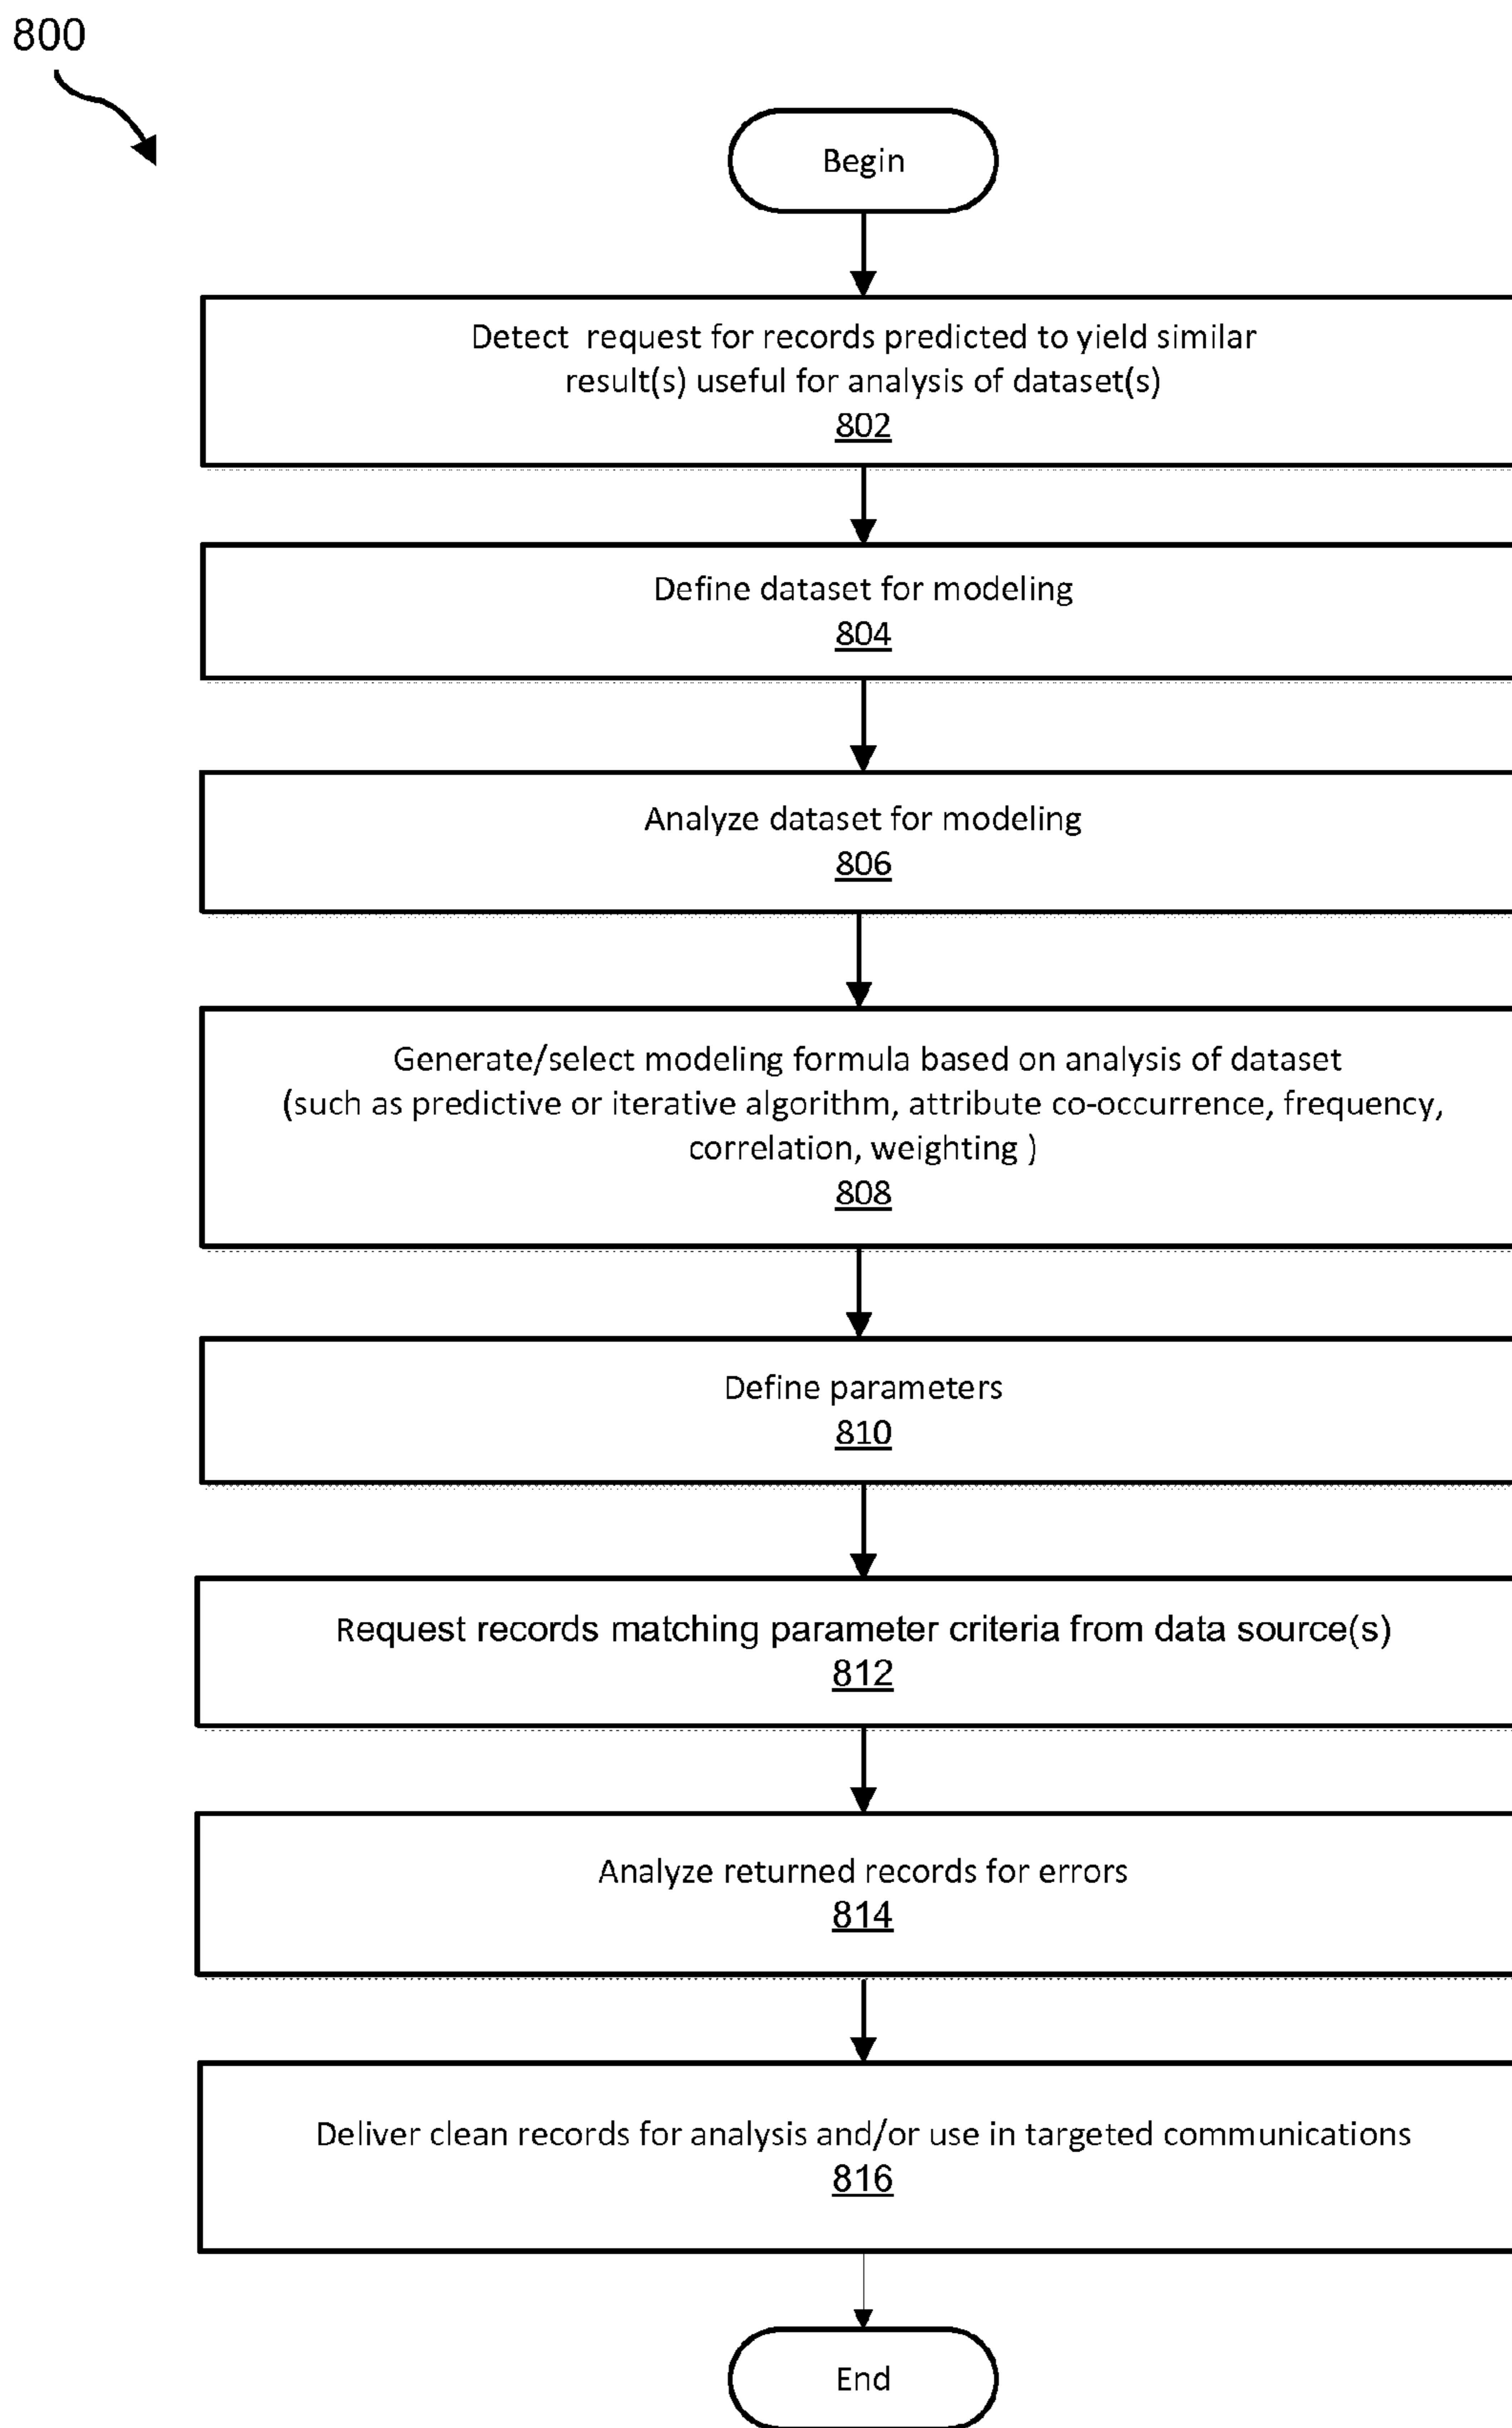 800
Begin
Detect request for records predicted to yield similar
result(s) useful for analysis of dataset(s)
802
Define dataset for modeling
804
Analyze dataset for modeling
806
Generate/select modeling formula based on analysis of dataset
(such as predictive or iterative algorithm, attribute co-occurrence, frequency,
correlation, weighting )
808
Define parameters
810
Request records matching parameter criteria from data source(s)
812
Analyze returned records for errors
814
Deliver clean records for analysis and/or use in targeted communications
816
End